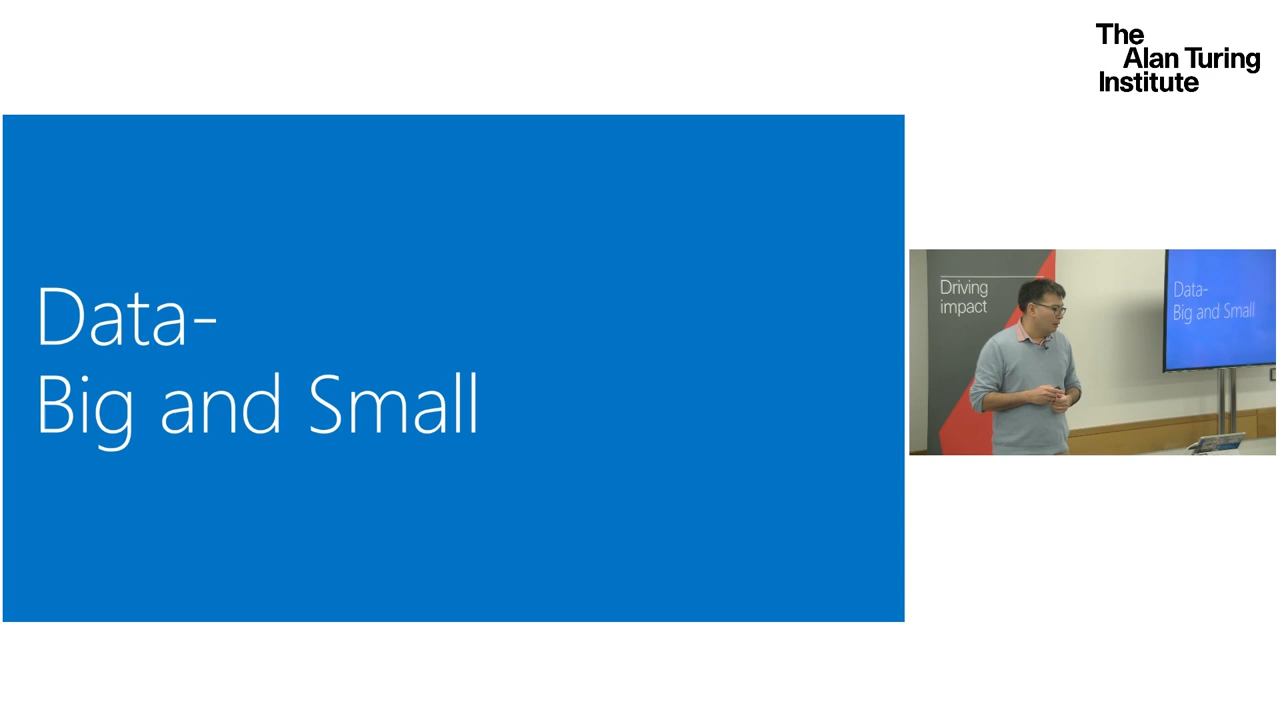 The
Alan Turing
Institute
Data-
Big and Small
Driving
impact
Data-
Big and Small